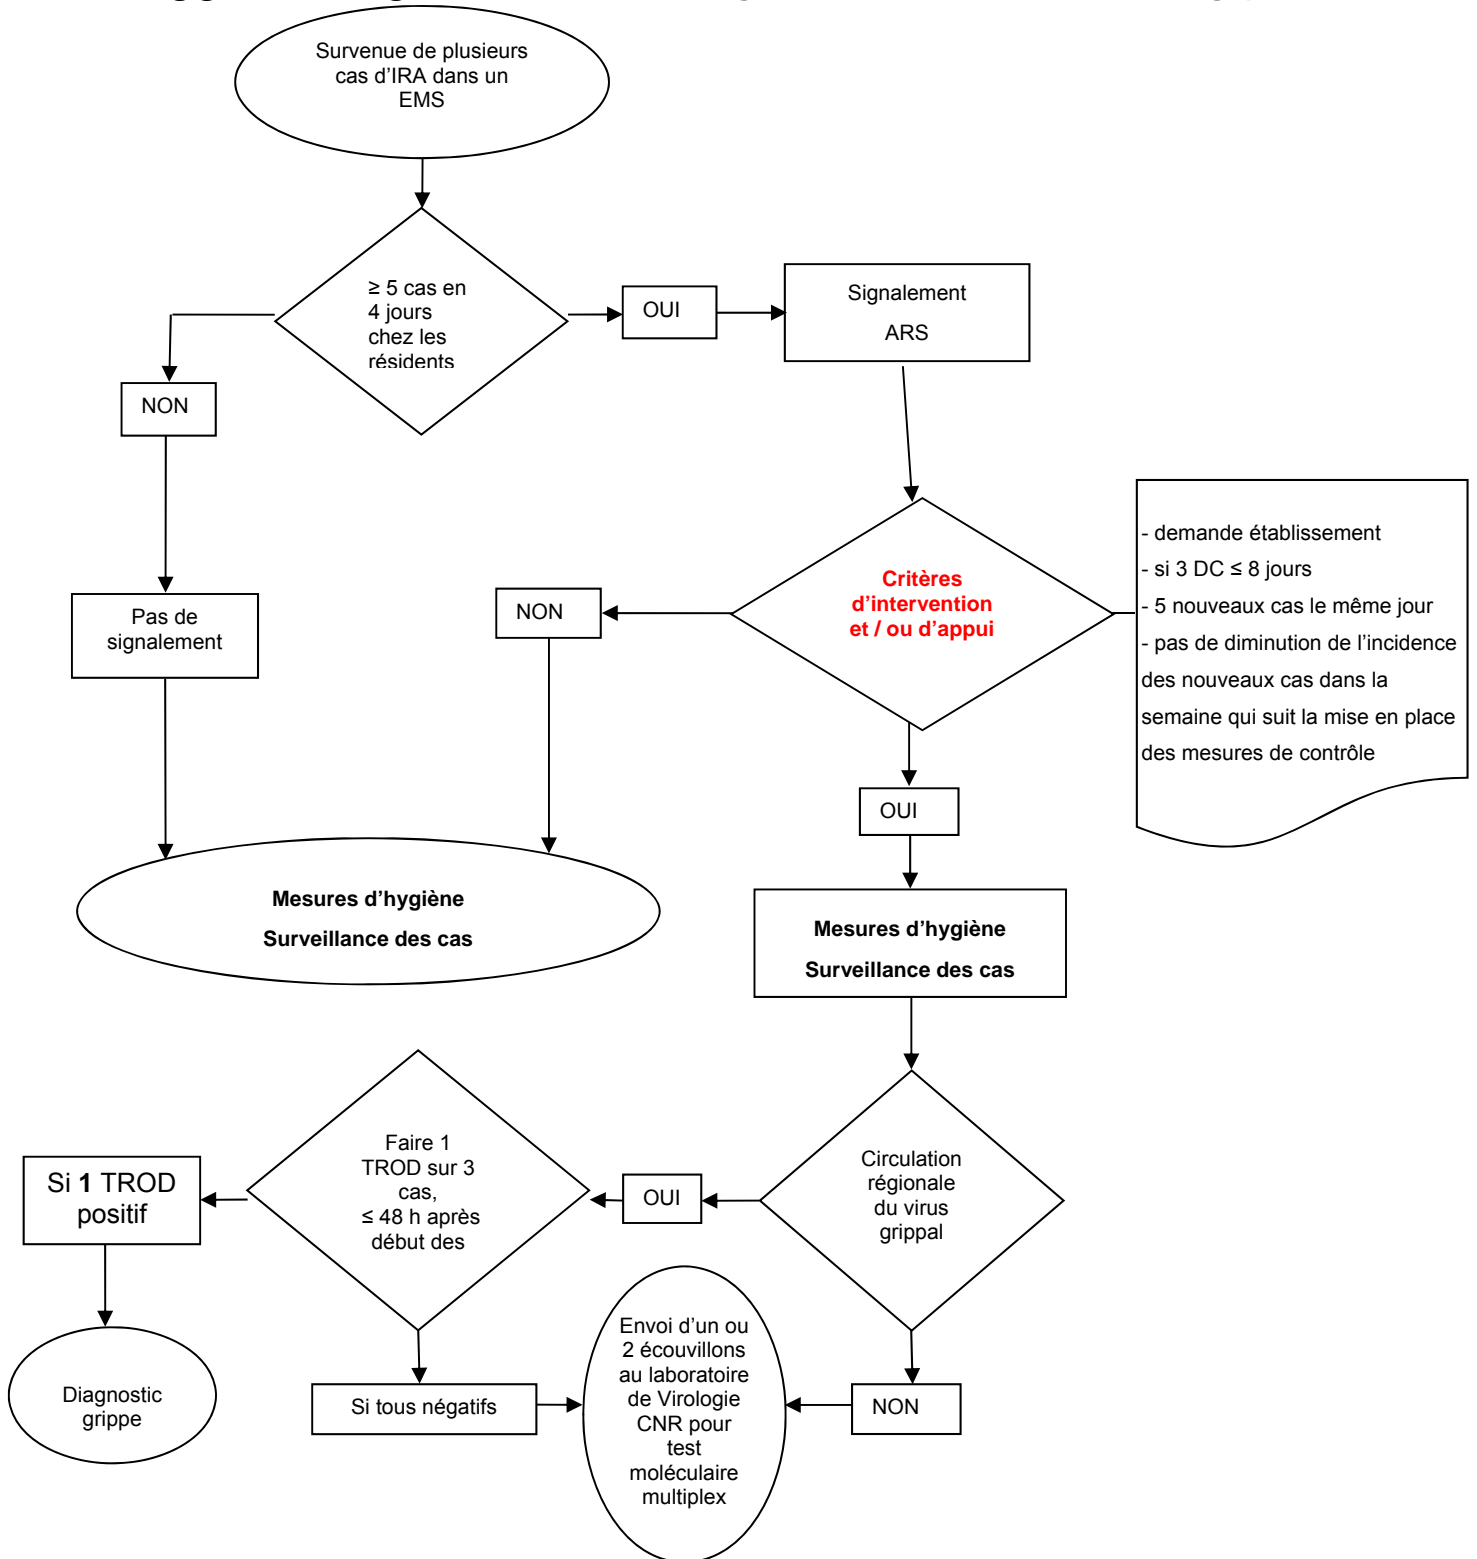 Survenue de plusieurs
cas d’IRA dans un
EMS
≥ 5 cas en
4 jours
chez les
résidents
OUI
Signalement
ARS
NON
Pas de
signalement
Critères
d’intervention
et / ou d’appui
- demande établissement
- si 3 DC ≤ 8 jours
- 5 nouveaux cas le même jour
- pas de diminution de l’incidence
des nouveaux cas dans la
semaine qui suit la mise en place
des mesures de contrôle
NON
OUI
Mesures d’hygiène
Surveillance des cas
Mesures d’hygiène
Surveillance des cas
Circulation
régionale
du virus
grippal
OUI
Faire 1
TROD sur 3
cas,
≤ 48 h après
début des
Si 1 TROD
positif
Diagnostic
grippe
Si tous négatifs
Envoi d’un ou
2 écouvillons
au laboratoire
de Virologie
CNR pour
test
moléculaire
multiplex
NON